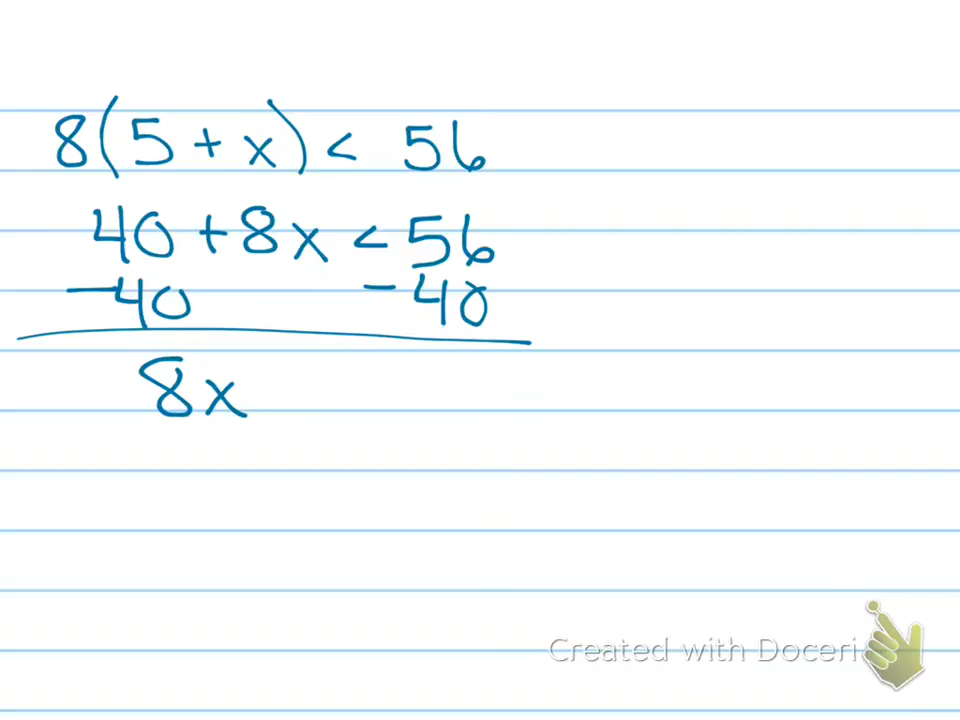 8(5 + x) < 56
40 + 8x < 56
-40 -40
8x
Created with Doceri